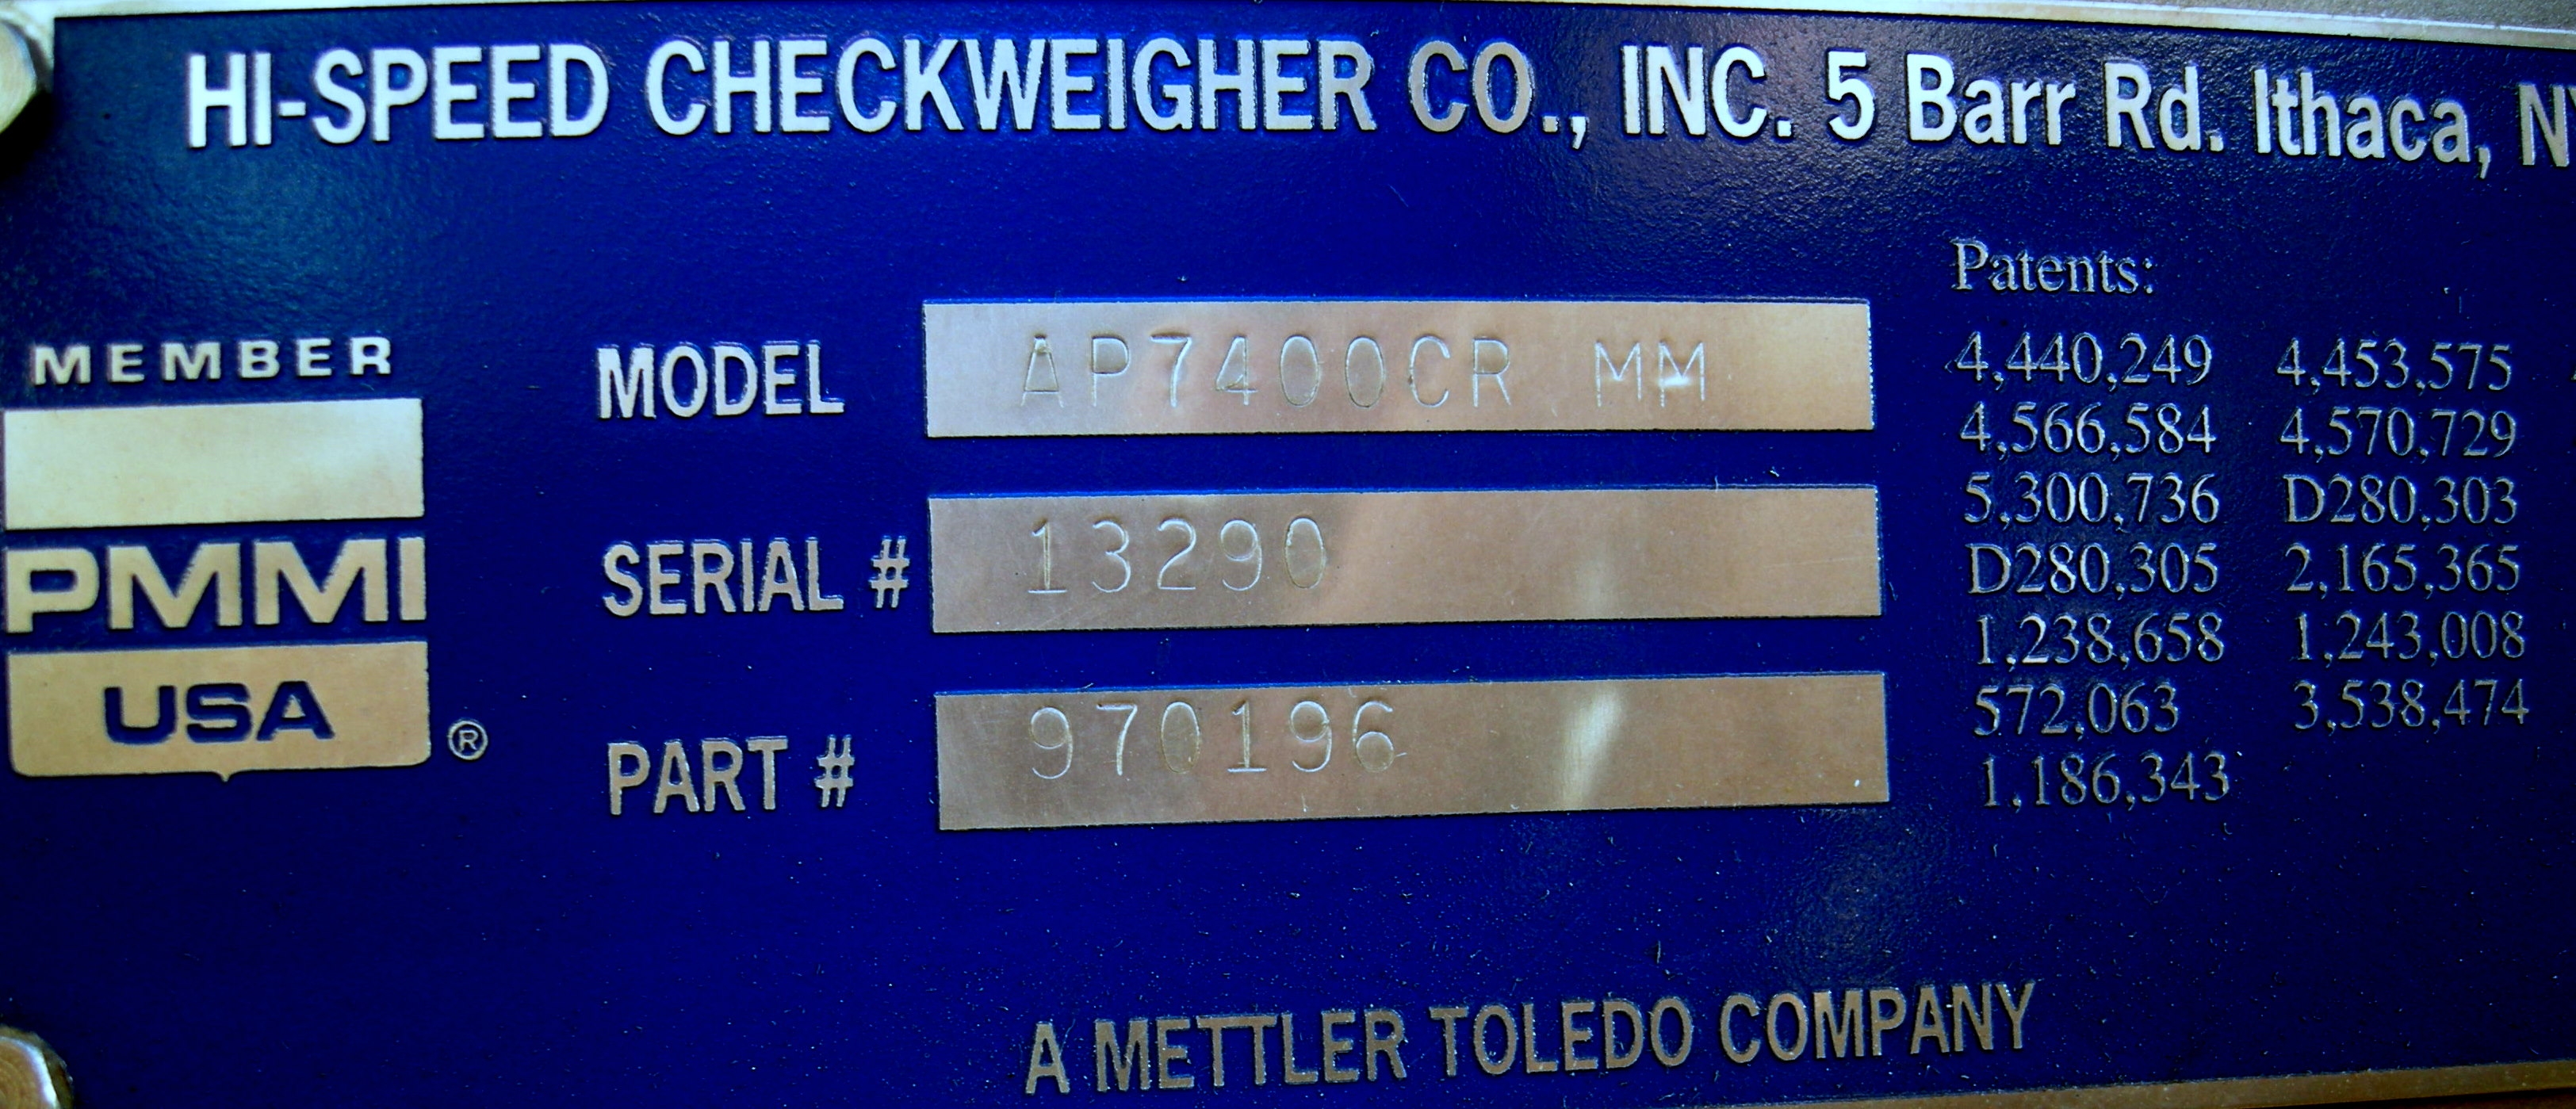 HI-SPEED CHECKWEIGHER CO., INC. 5 Barr Rd. Ithaca,
MEMBER
PMMI
USA ®
MODEL AP7400CR MM
SERIAL # 13290
PART # 970196
Patents:
4,440,249 4,453,575
4,566,584 4,570,729
5,300,736 D280,303
D280,305 2,165,365
1,238,658 1,243,008
572,063 3,538,474
1,186,343
A METTLER TOLEDO COMPANY